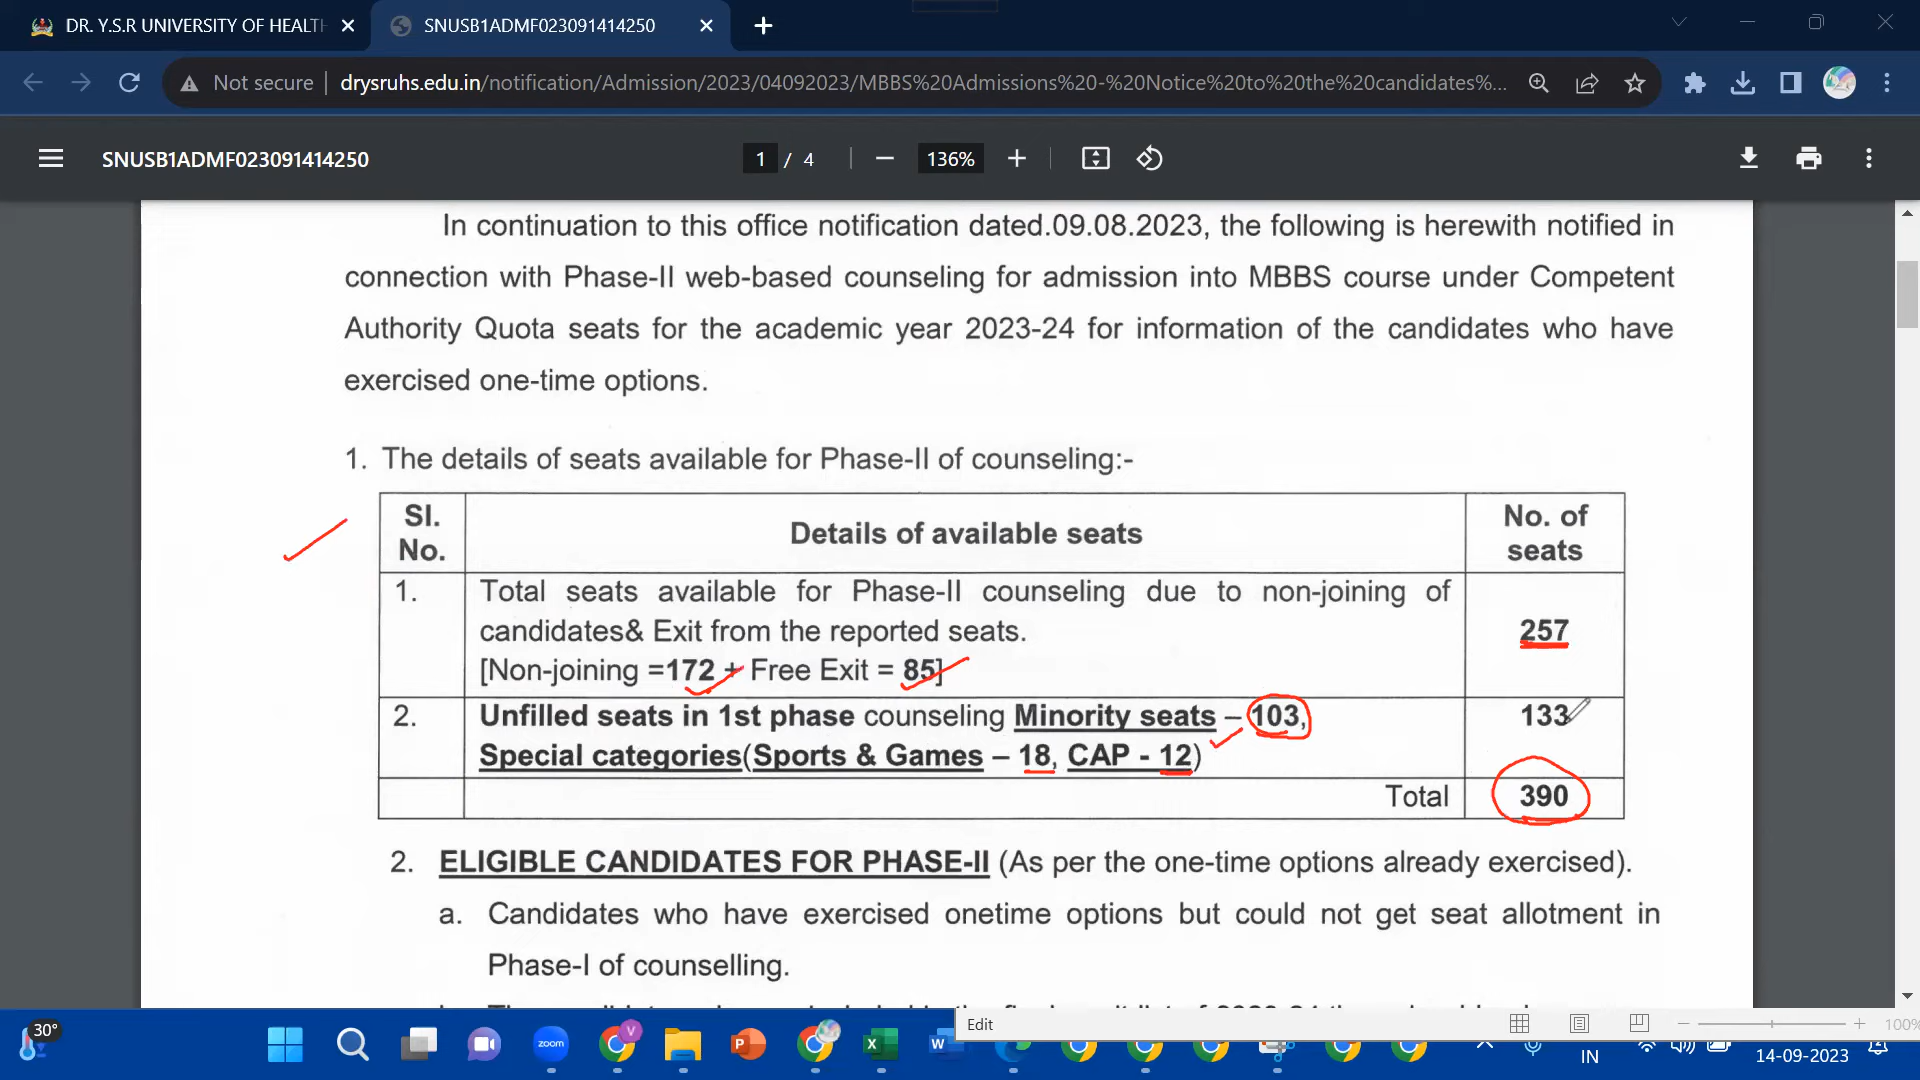 DR. Y.S.R UNIVERSITY OF HEALTH
SNUSB1ADMF023091414250
Not secure
drysruhs.edu.in/notification/Admission/2023/04092023/MBBS%20Admissions%20-%20Notice%20to%20the%20candidates%...
SNUSB1ADMF023091414250
1 / 4
136%
In continuation to this office notification dated.09.08.2023, the following is herewith notified in
connection with Phase-II web-based counseling for admission into MBBS course under Competent
Authority Quota seats for the academic year 2023-24 for information of the candidates who have
exercised one-time options.
1. The details of seats available for Phase-II of counseling:-
Sl. No.
Details of available seats
No. of seats
1.
Total seats available for Phase-II counseling due to non-joining of
candidates& Exit from the reported seats.
[Non-joining =172 + Free Exit = 85]
257
2.
Unfilled seats in 1st phase counseling Minority seats – 103,
Special categories(Sports & Games – 18, CAP - 12)
133
Total
390
2. ELIGIBLE CANDIDATES FOR PHASE-II (As per the one-time options already exercised).
a. Candidates who have exercised onetime options but could not get seat allotment in
Phase-I of counselling.
Edit
100%
30°
V
zoom
P
X
W
IN
14-09-2023